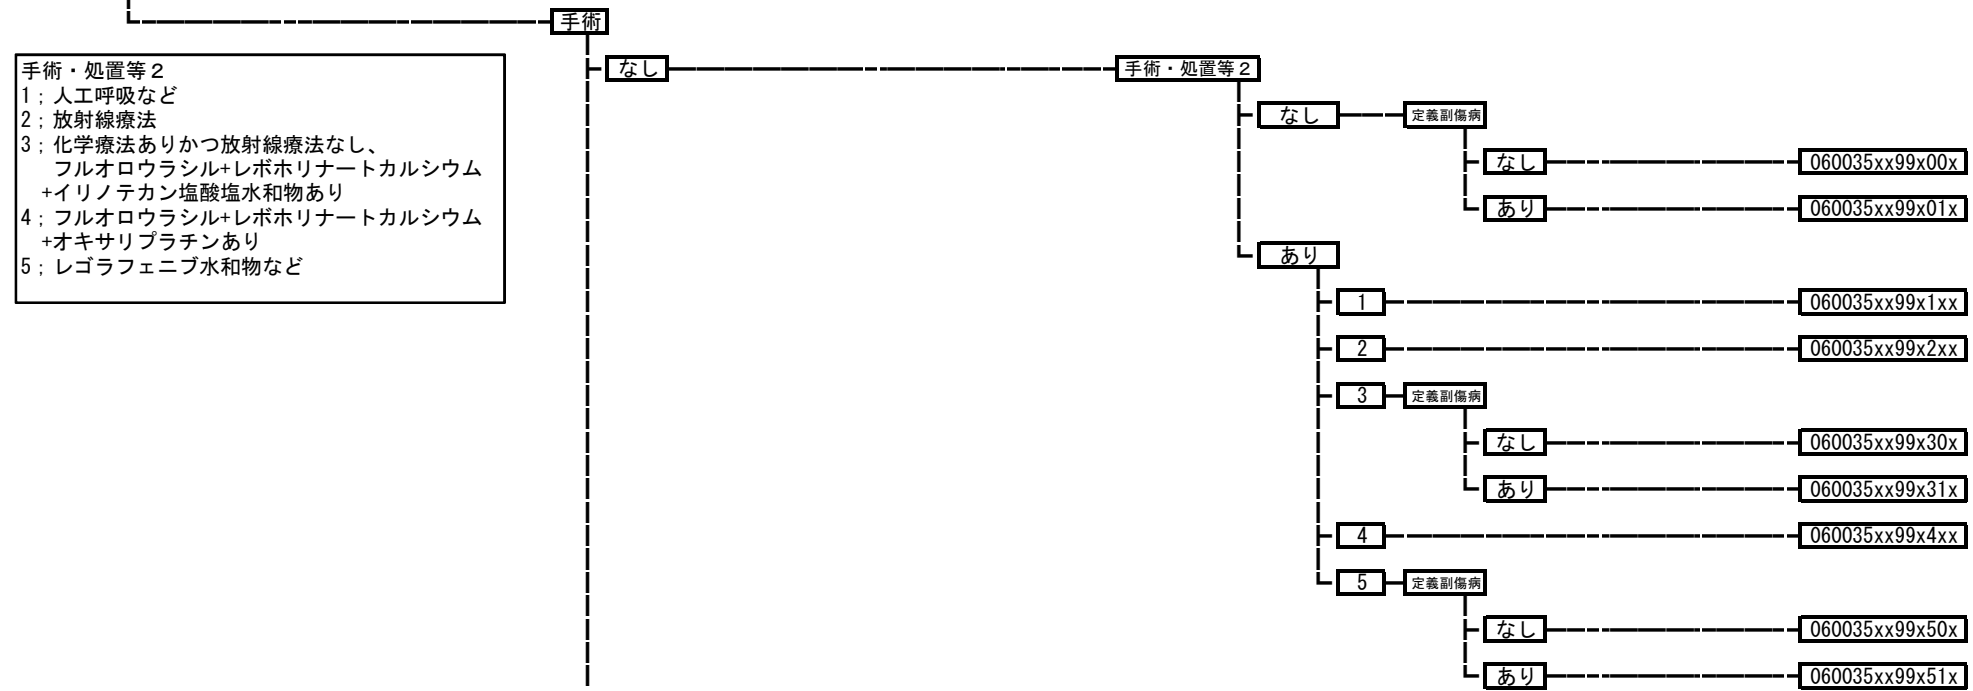 手術
手術・処置等２
1；人工呼吸など
2；放射線療法
3；化学療法ありかつ放射線療法なし、
フルオロウラシル+レボホリナートカルシウム
+イリノテカン塩酸塩水和物あり
4；フルオロウラシル+レボホリナートカルシウム
+オキサリプラチンあり
5；レゴラフェニブ水和物など
なし
手術・処置等２
なし
定義副傷病
なし
060035xx99x00x
あり
060035xx99x01x
あり
1
060035xx99x1xx
2
060035xx99x2xx
3
定義副傷病
なし
060035xx99x30x
あり
060035xx99x31x
4
060035xx99x4xx
5
定義副傷病
なし
060035xx99x50x
あり
060035xx99x51x